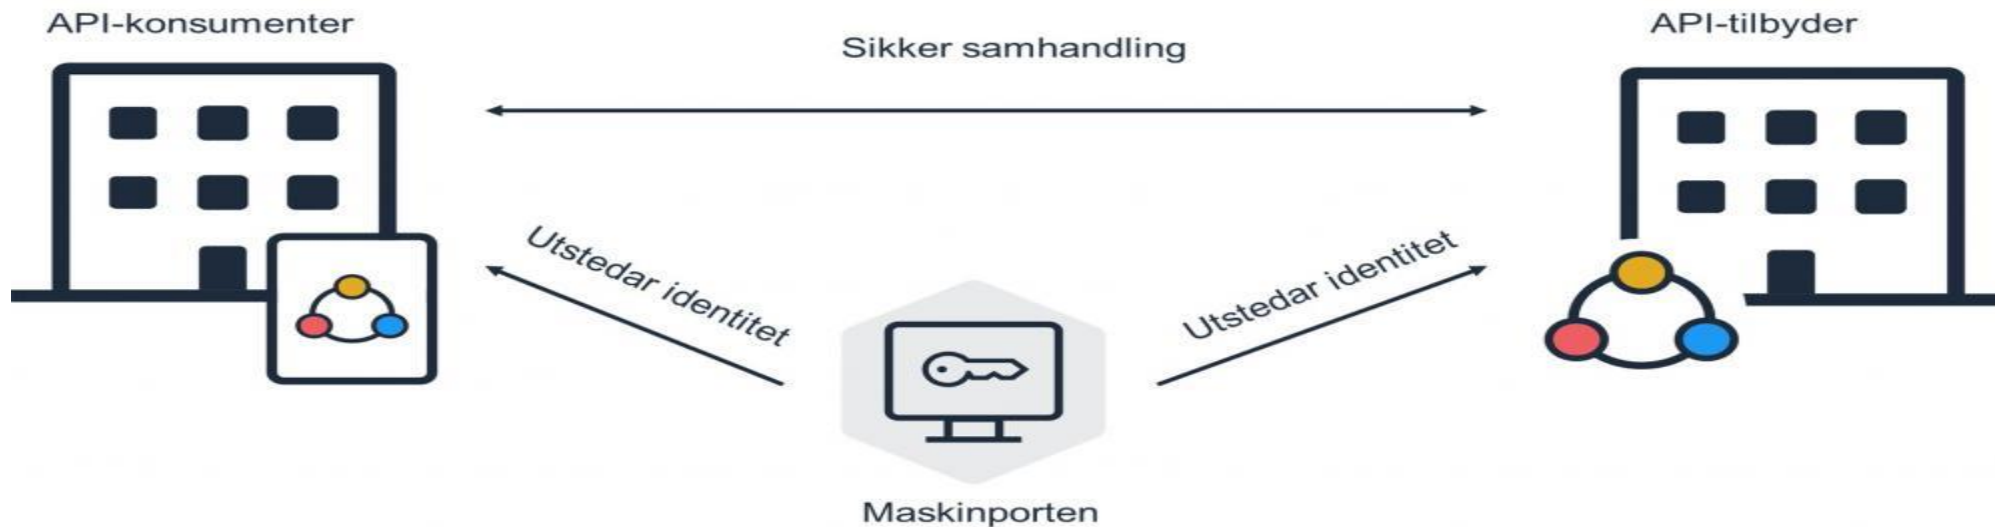 API-konsumenter
API-tilbyder
Sikker samhandling
Utstedar identitet
Utstedar identitet
Maskinporten